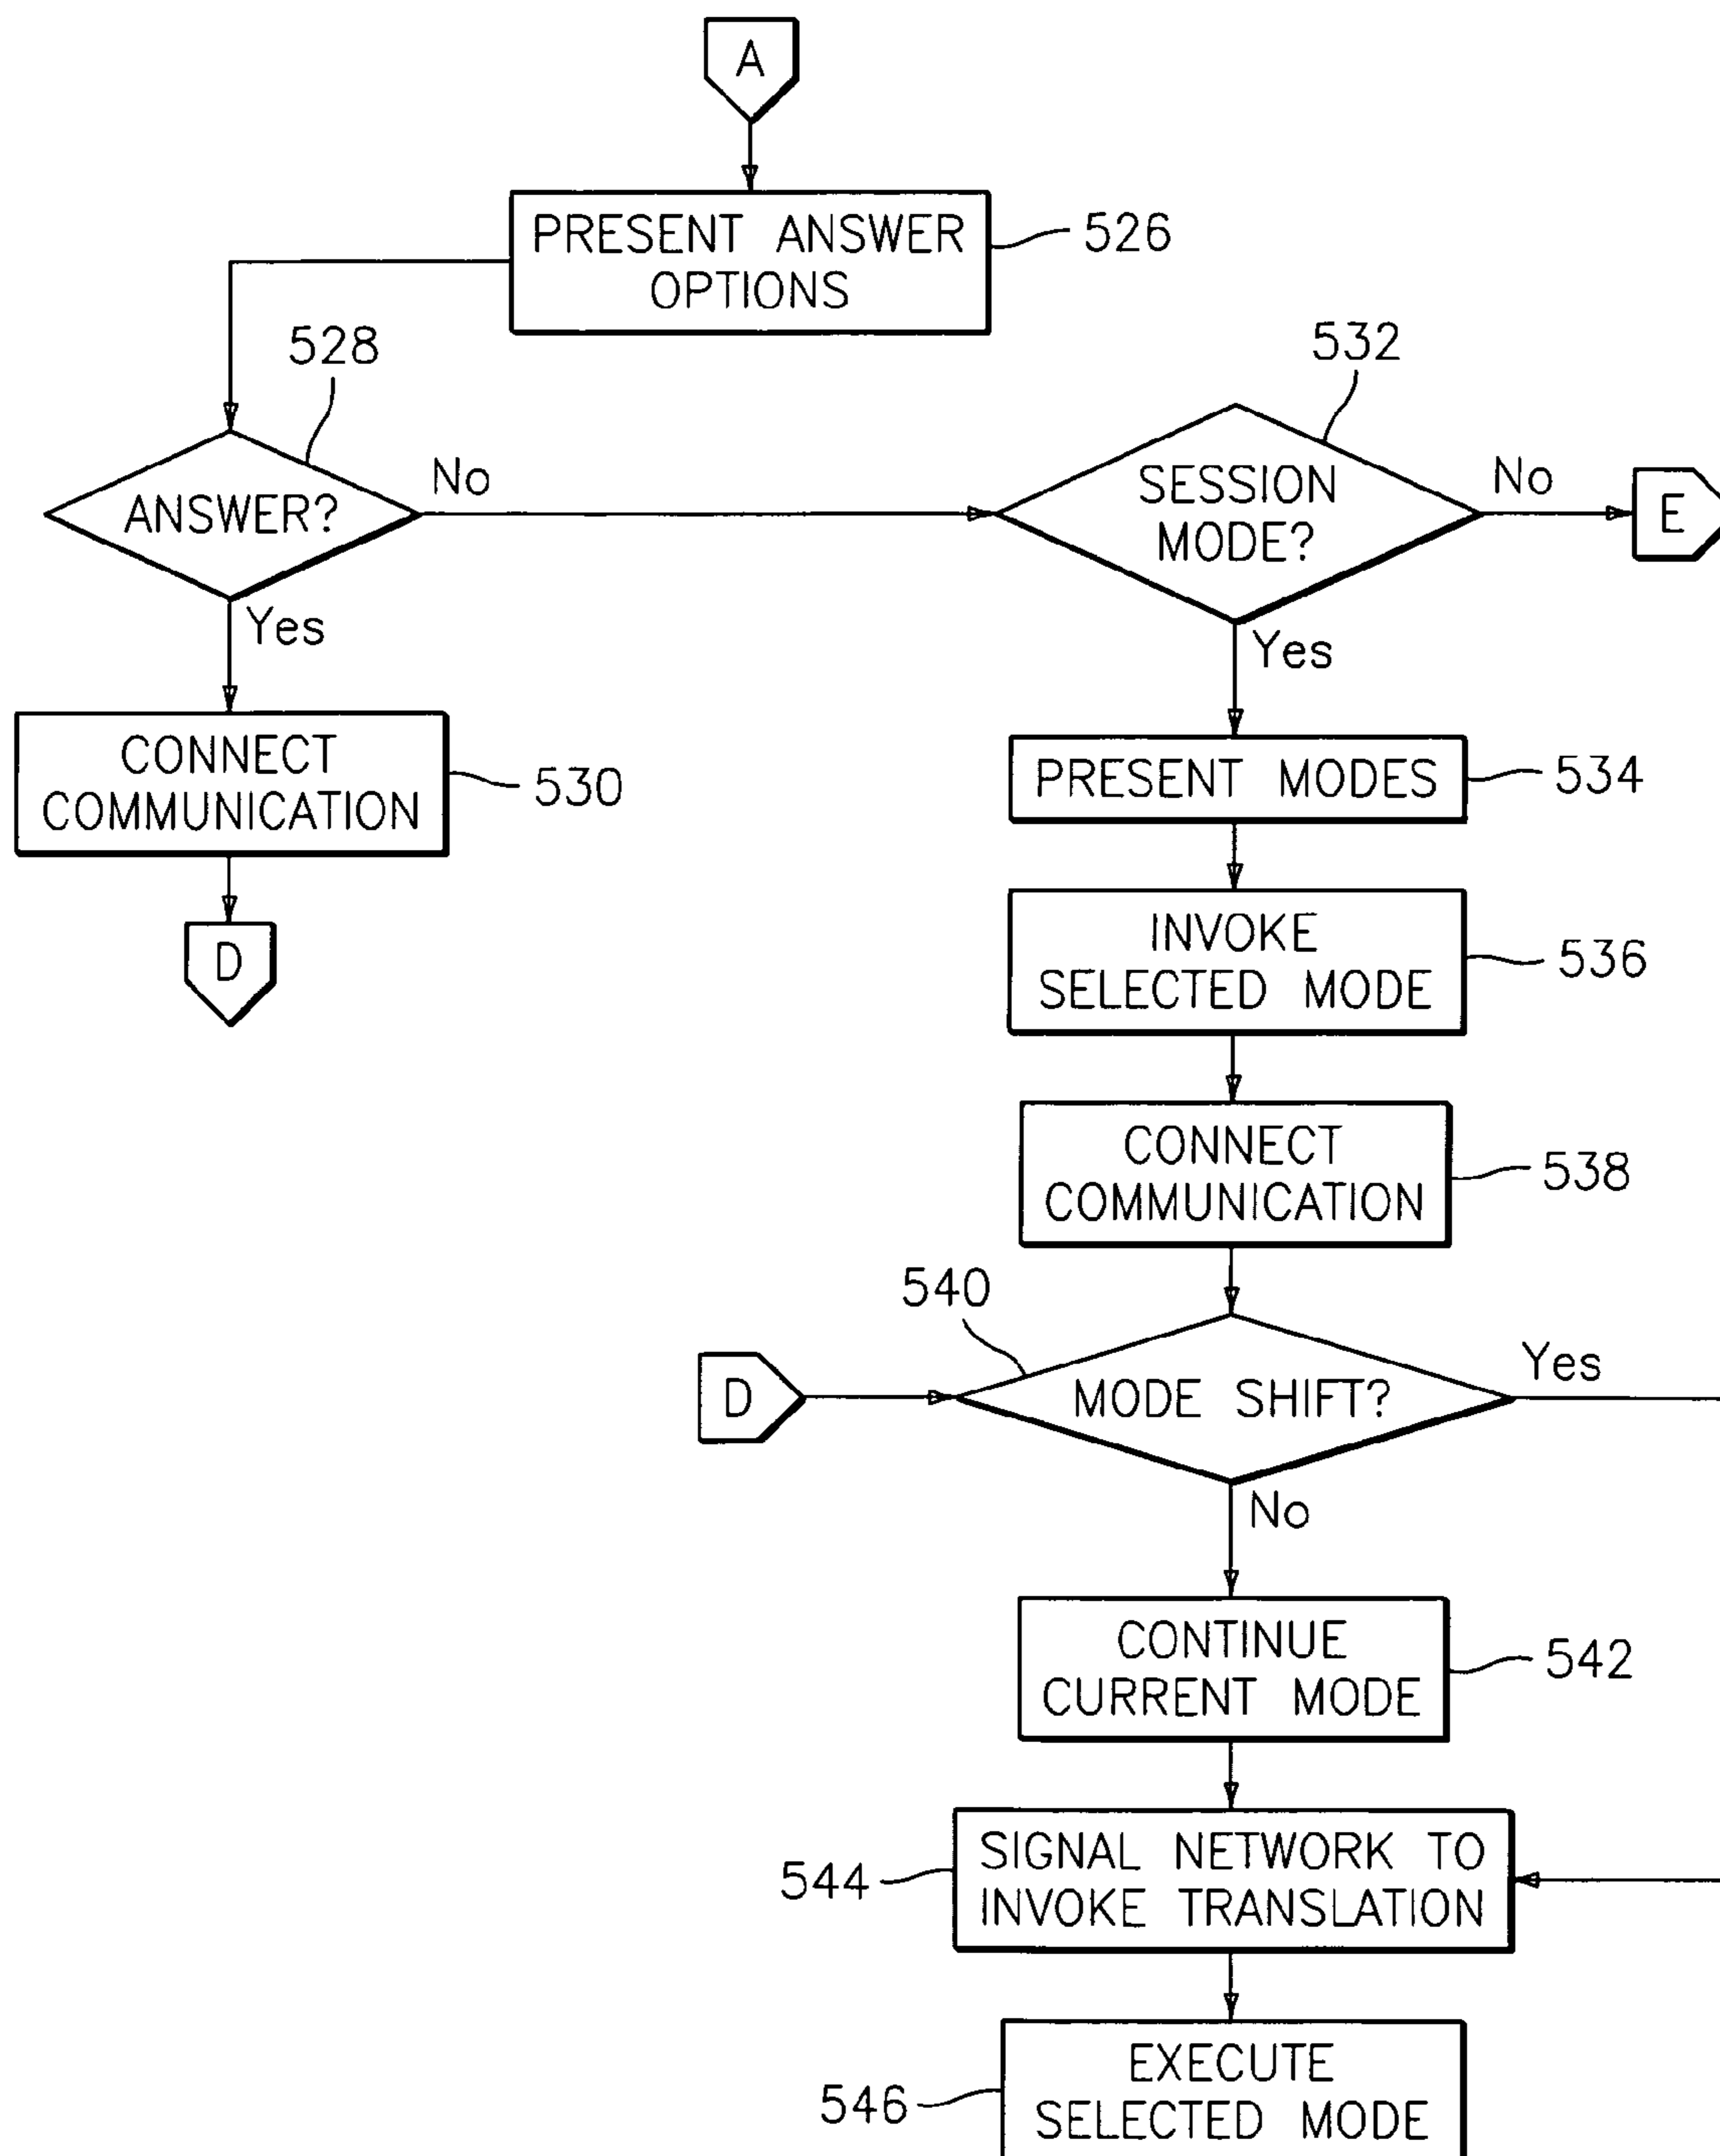 A
PRESENT ANSWER
OPTIONS
526
528
532
ANSWER?
No
SESSION
MODE?
No
E
Yes
Yes
CONNECT
COMMUNICATION
530
PRESENT MODES
534
D
INVOKE
SELECTED MODE
536
CONNECT
COMMUNICATION
538
540
D
MODE SHIFT?
Yes
No
CONTINUE
CURRENT MODE
542
SIGNAL NETWORK TO
INVOKE TRANSLATION
544
EXECUTE
SELECTED MODE
546